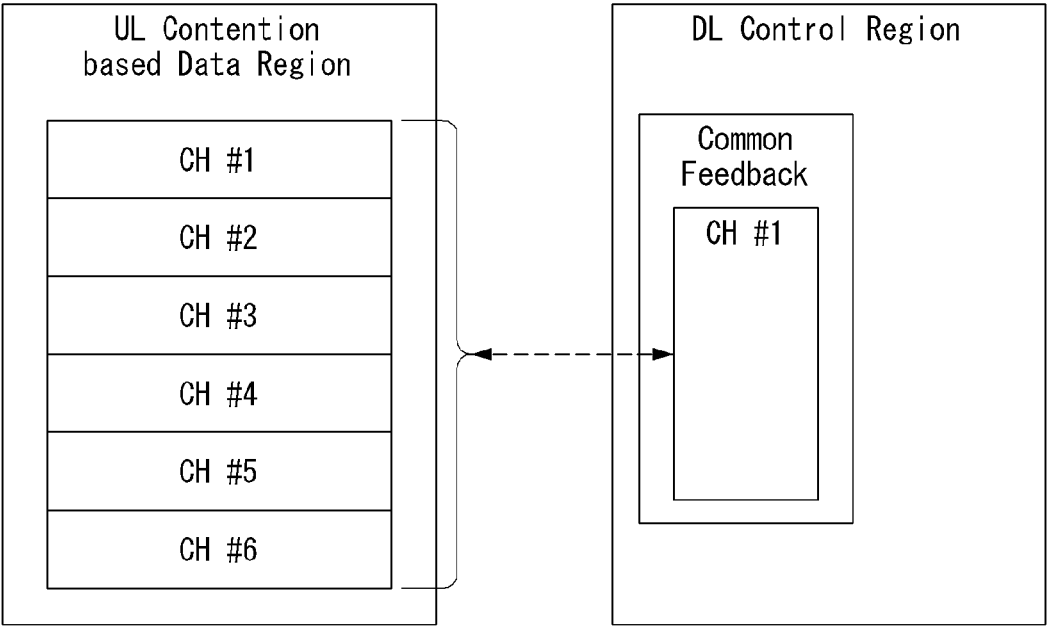 UL Contention
based Data Region
CH #1
CH #2
CH #3
CH #4
CH #5
CH #6
DL Control Region
Common
Feedback
CH #1